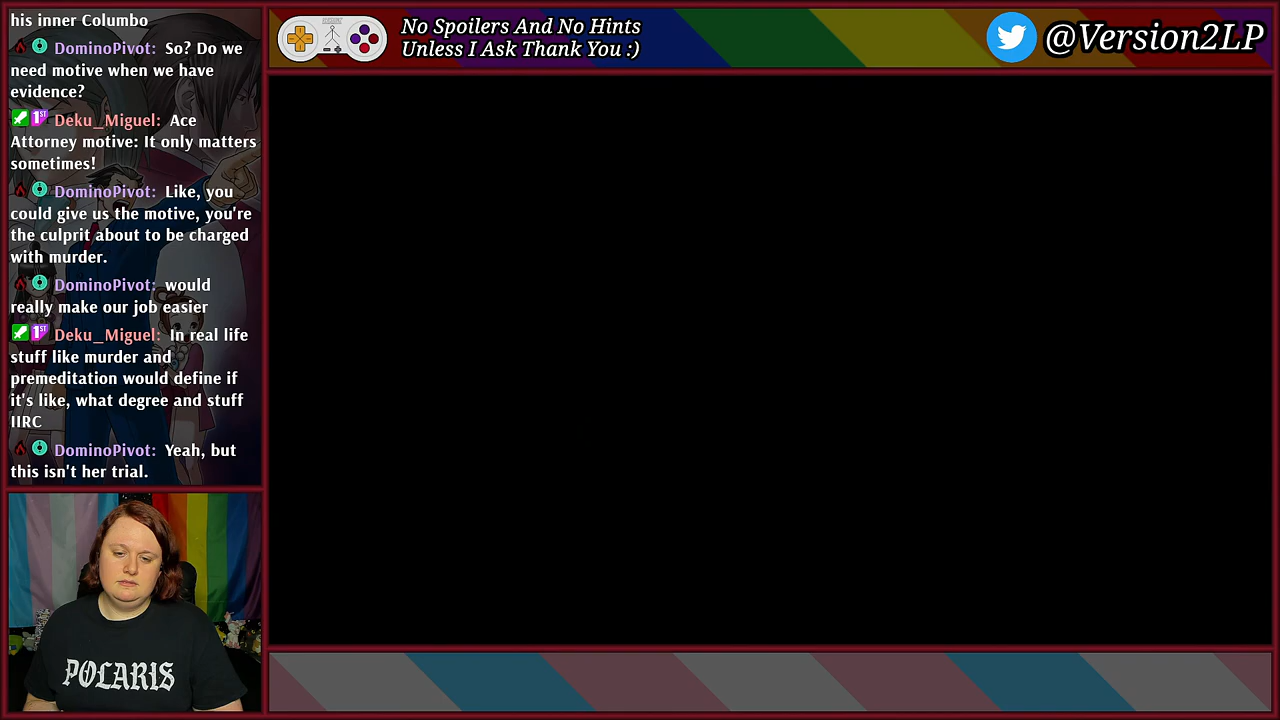 his inner Columbo
DominoPivot: So? Do we
need motive when we have
evidence?
1ST Deku_Miguel: Ace
Attorney motive: It only matters
sometimes!
DominoPivot: Like, you
could give us the motive, you're
the culprit about to be charged
with murder.
DominoPivot: would
really make our job easier
1ST Deku_Miguel: In real life
stuff like murder and
premeditation would define if
it's like, what degree and stuff
IIRC
DominoPivot: Yeah, but
this isn't her trial.
No Spoilers And No Hints
Unless I Ask Thank You :)
@Version2LP
POLARIS